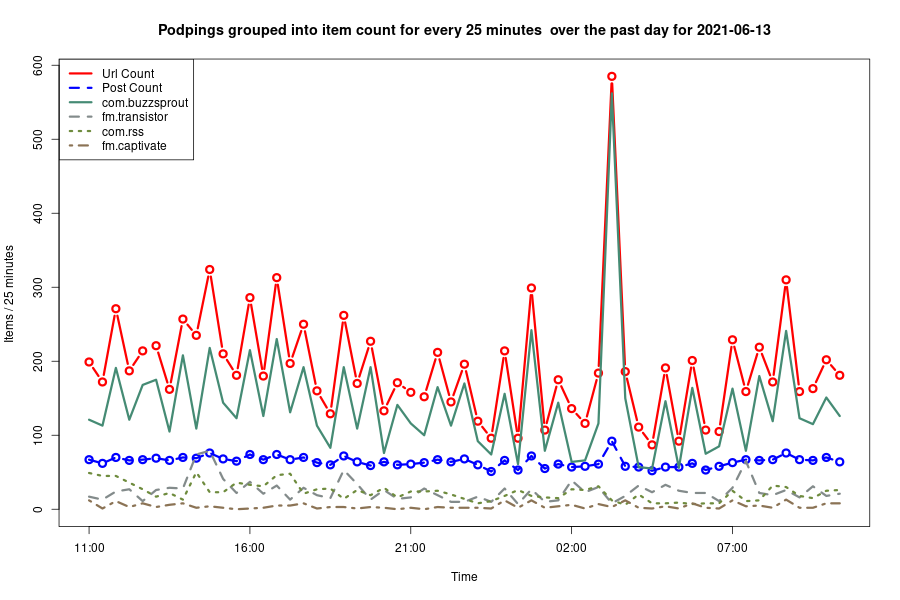 Podpings grouped into item count for every 25 minutes  over the past day for 2021-06-13
Url Count
Post Count
com.buzzsprout
fm.transistor
com.rss
fm.captivate
Items / 25 minutes
600
500
400
300
200
100
0
11:00 16:00 21:00 02:00 07:00
Time